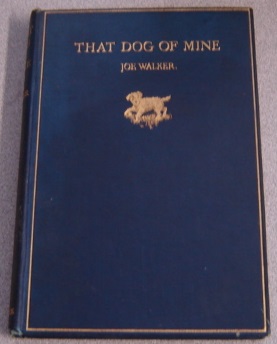 THAT DOG OF MINE
JOE WALKER.